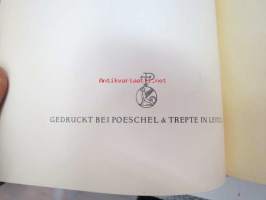 Antikvariaatti.net
GEDRUCKT BEI POESCHEL & TREPTE IN